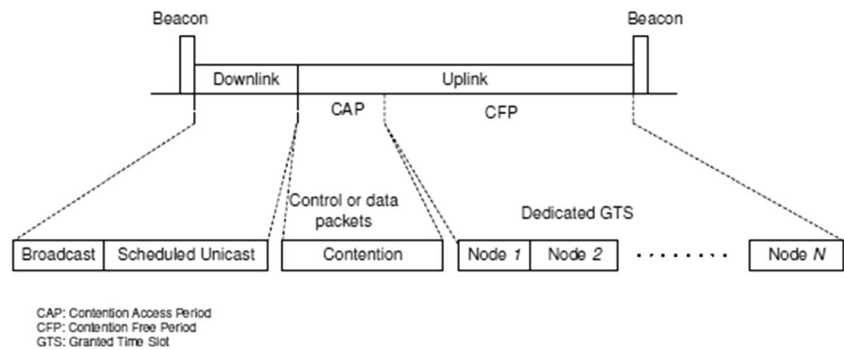 Beacon
Beacon
Downlink
Uplink
CAP
CFP
Control or data
packets
Dedicated GTS
Broadcast
Scheduled Unicast
Contention
Node 1
Node 2
Node N
CAP: Contention Access Period
CFP: Contention Free Period
GTS: Granted Time Slot